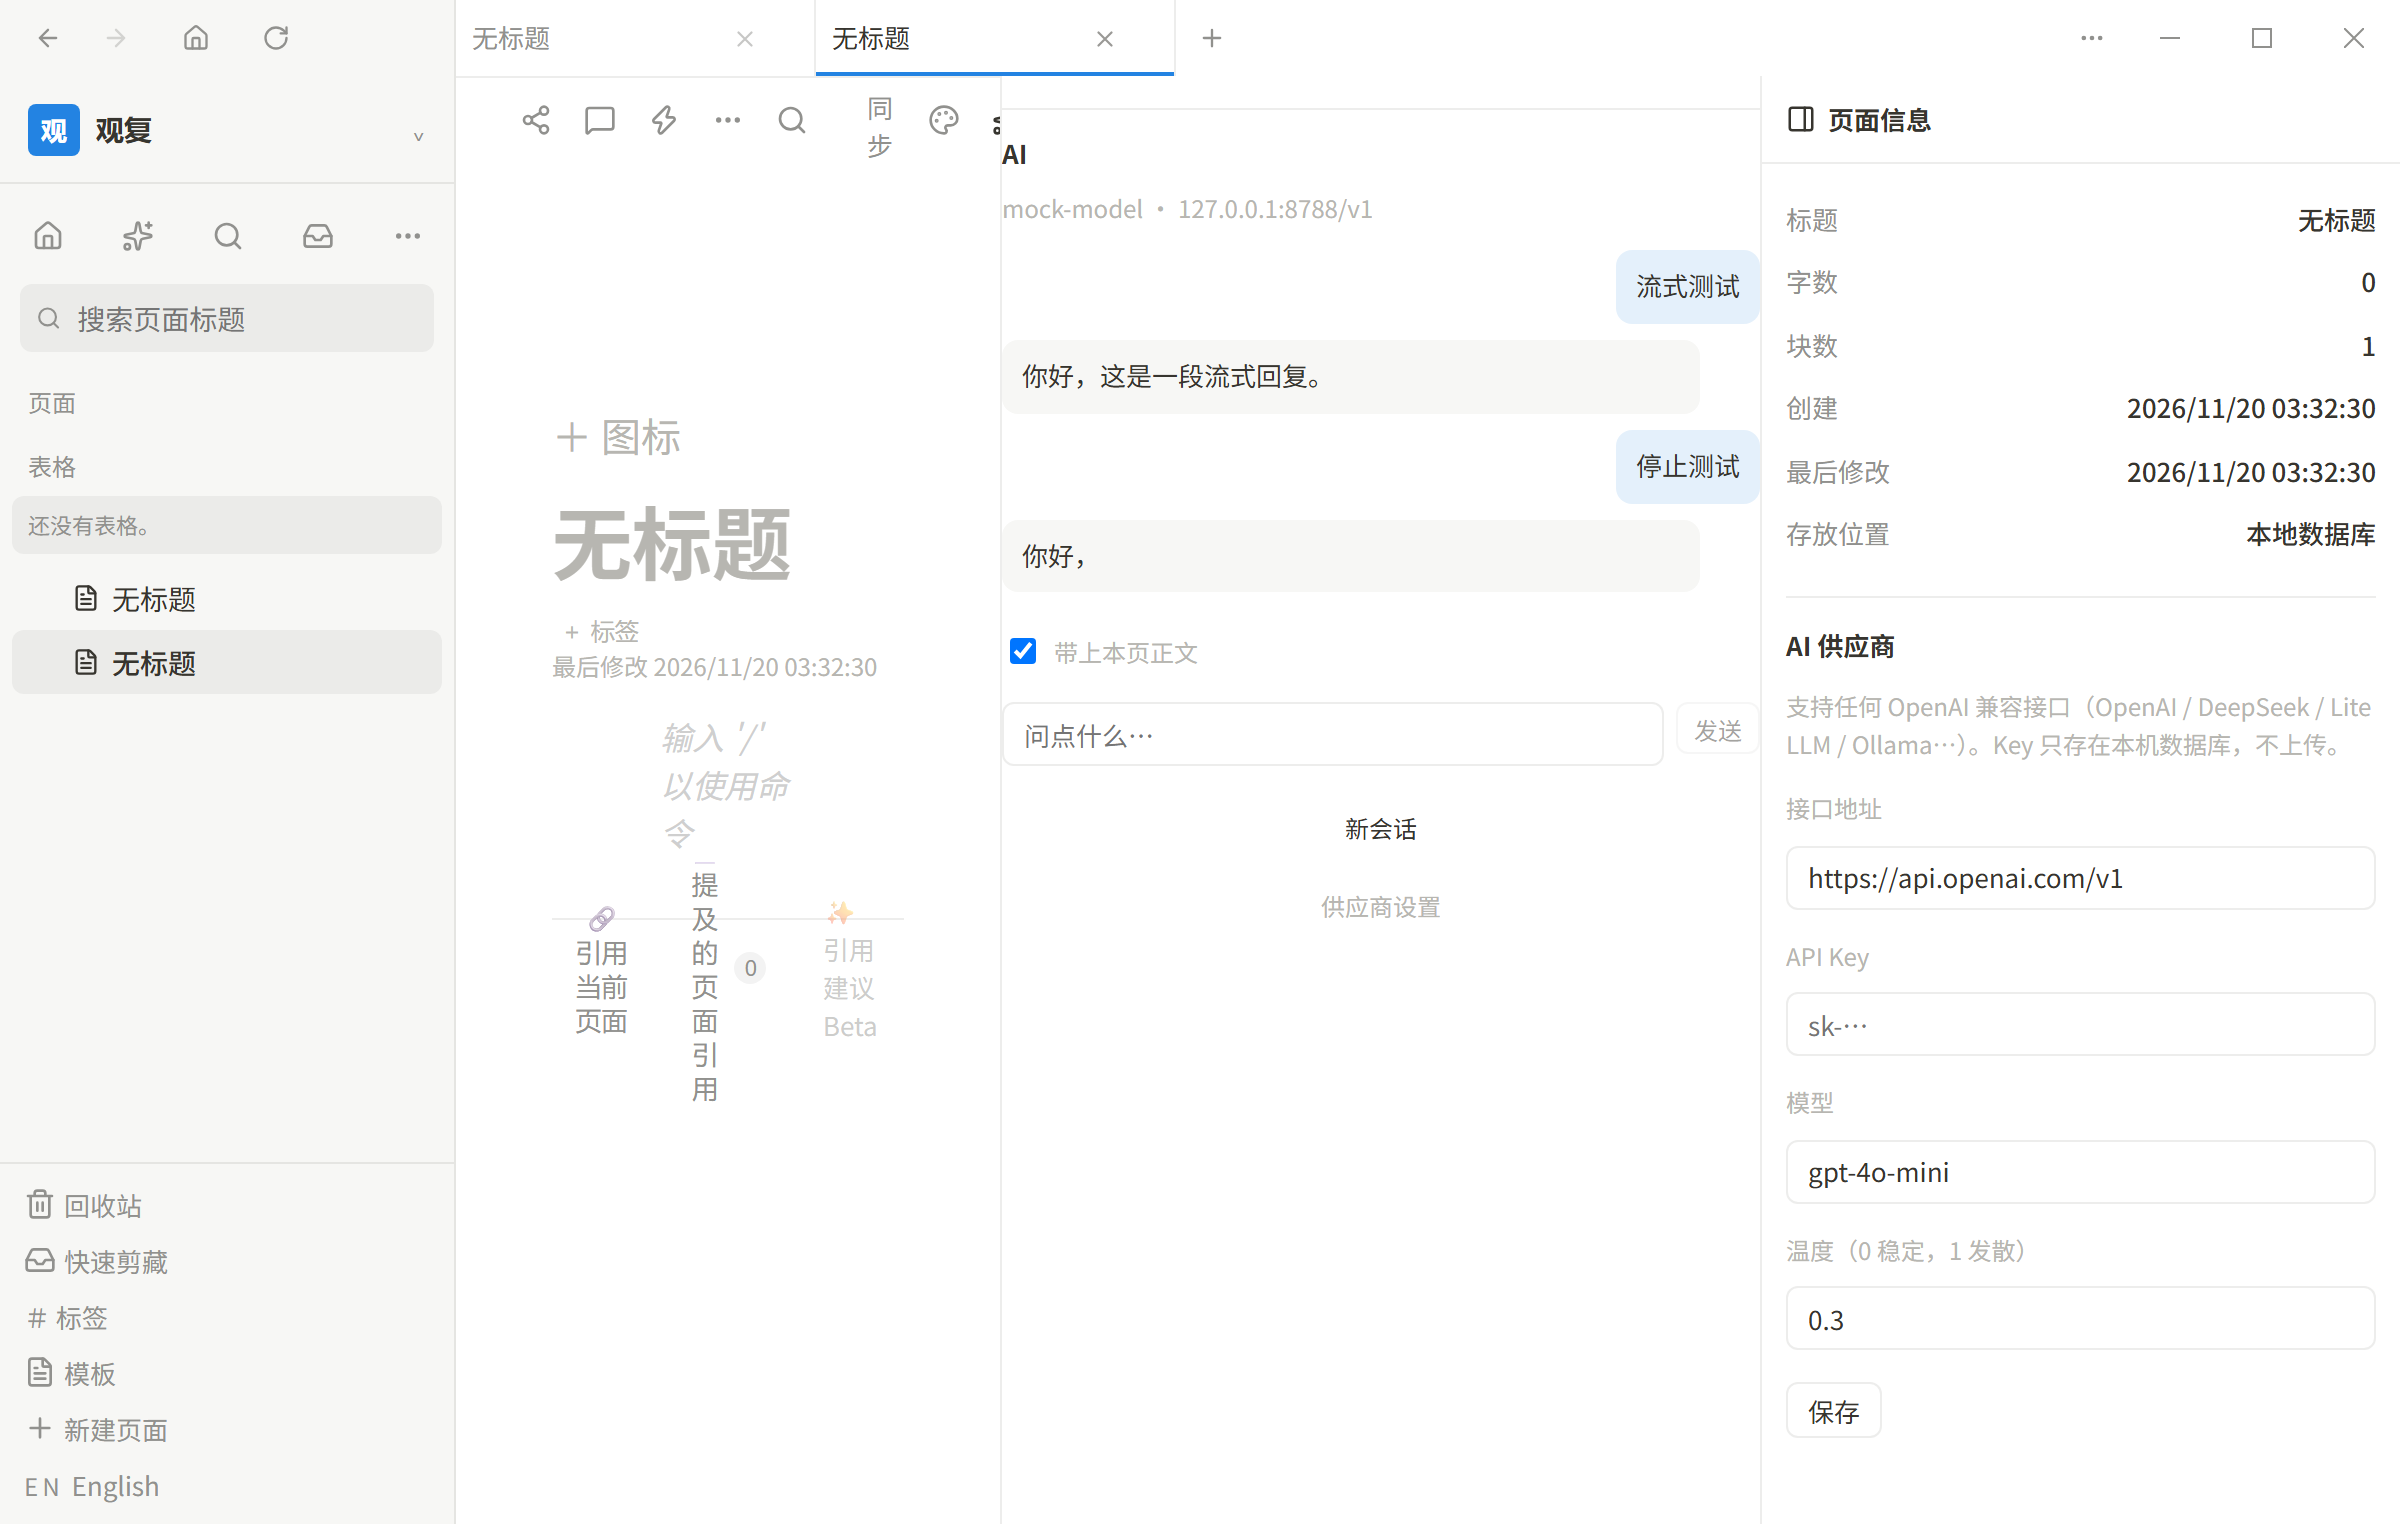 无标题
无标题
观 观复
搜索页面标题
页面
表格
还没有表格。
无标题
无标题
回收站
快速剪藏
# 标签
模板
新建页面
EN English
同
步
图标
无标题
+ 标签
最后修改 2026/11/20 03:32:30
输入 '/'
以使用命
令
引用
当前
页面
提
及
的
页
面
引
用
0
引用
建议
Beta
AI
mock-model • 127.0.0.1:8788/v1
流式测试
你好，这是一段流式回复。
停止测试
你好，
带上本页正文
问点什么…
发送
新会话
供应商设置
页面信息
标题 无标题
字数 0
块数 1
创建 2026/11/20 03:32:30
最后修改 2026/11/20 03:32:30
存放位置 本地数据库
AI 供应商
支持任何 OpenAI 兼容接口（OpenAI / DeepSeek / Lite
LLM / Ollama…）。Key 只存在本机数据库，不上传。
接口地址
https://api.openai.com/v1
API Key
sk-…
模型
gpt-4o-mini
温度（0 稳定，1 发散）
0.3
保存